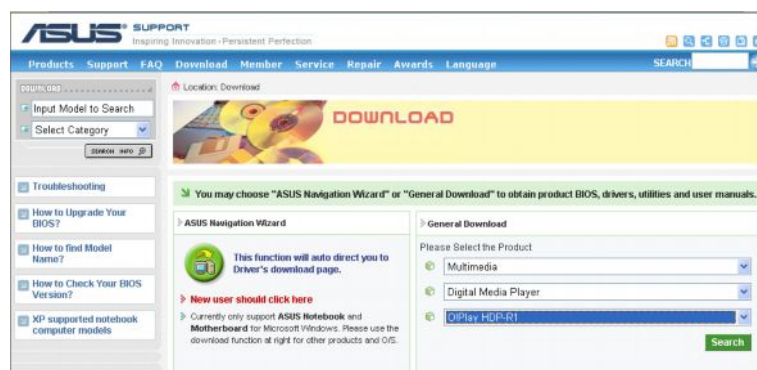 ASUS SUPPORT
Inspiring Innovation • Persistent Perfection
Products Support FAQ Download Member Service Repair Awards Language SEARCH
DOWNLOAD
Input Model to Search
Select Category
SEARCH INFO
Troubleshooting
How to Upgrade Your
BIOS?
How to find Model
Name?
How to Check Your BIOS
Version?
XP supported notebook
computer models
Location: Download
DOWNLOAD
You may choose "ASUS Navigation Wizard" or "General Download" to obtain product BIOS, drivers, utilities and user manuals.
ASUS Navigation Wizard
This function will auto direct you to
Driver's download page.
New user should click here
Currently only support ASUS Notebook and
Motherboard for Microsoft Windows. Please use the
download function at right for other products and O/S.
General Download
Please Select the Product
Multimedia
Digital Media Player
O!Play HDP-R1
Search